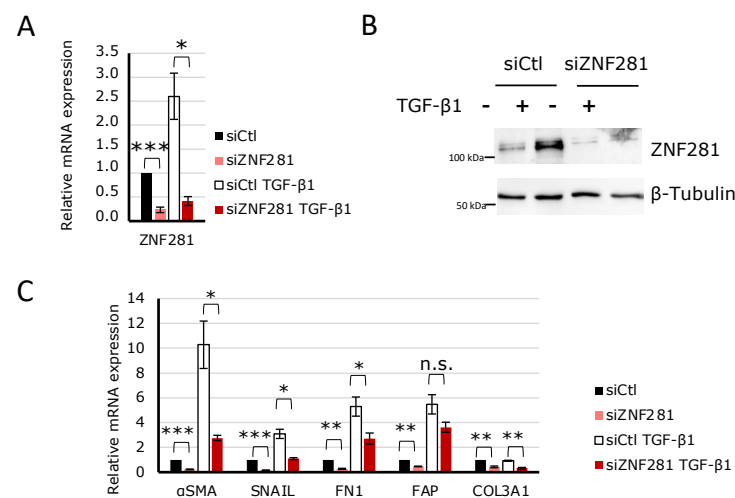 A
Relative mRNA expression
3.5
3.0
2.5
2.0
1.5
1.0
0.5
0.0
***
*
ZNF281
siCtl
siZNF281
siCtl TGF-β1
siZNF281 TGF-β1
B
siCtl siZNF281
TGF-β1 - + - +
100 kDa
ZNF281
50 kDa
β-Tubulin
C
Relative mRNA expression
14
12
10
8
6
4
2
0
*** * *** * ** * ** n.s. ** **
αSMA SNAIL FN1 FAP COL3A1
siCtl
siZNF281
siCtl TGF-β1
siZNF281 TGF-β1